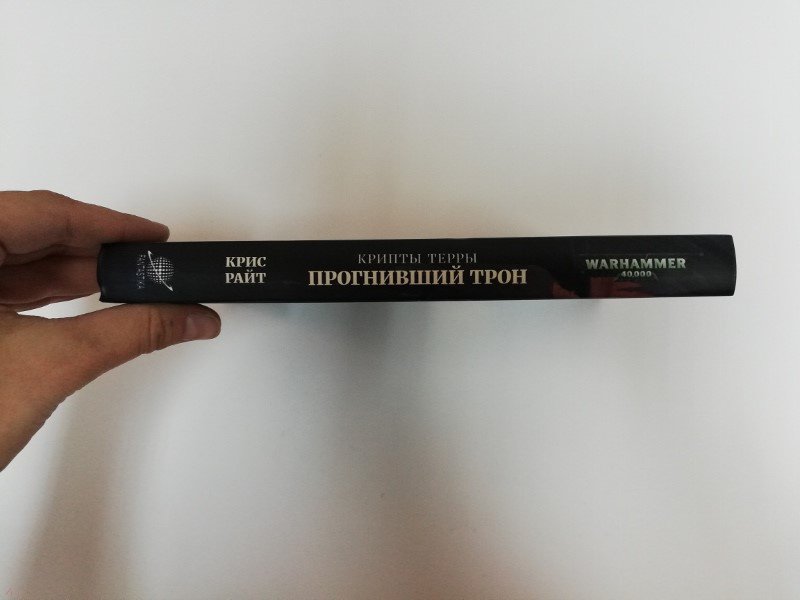 КРИС
РАЙТ
КРИПТЫ ТЕРРЫ
ПРОГНИВШИЙ ТРОН
WARHAMMER
40,000